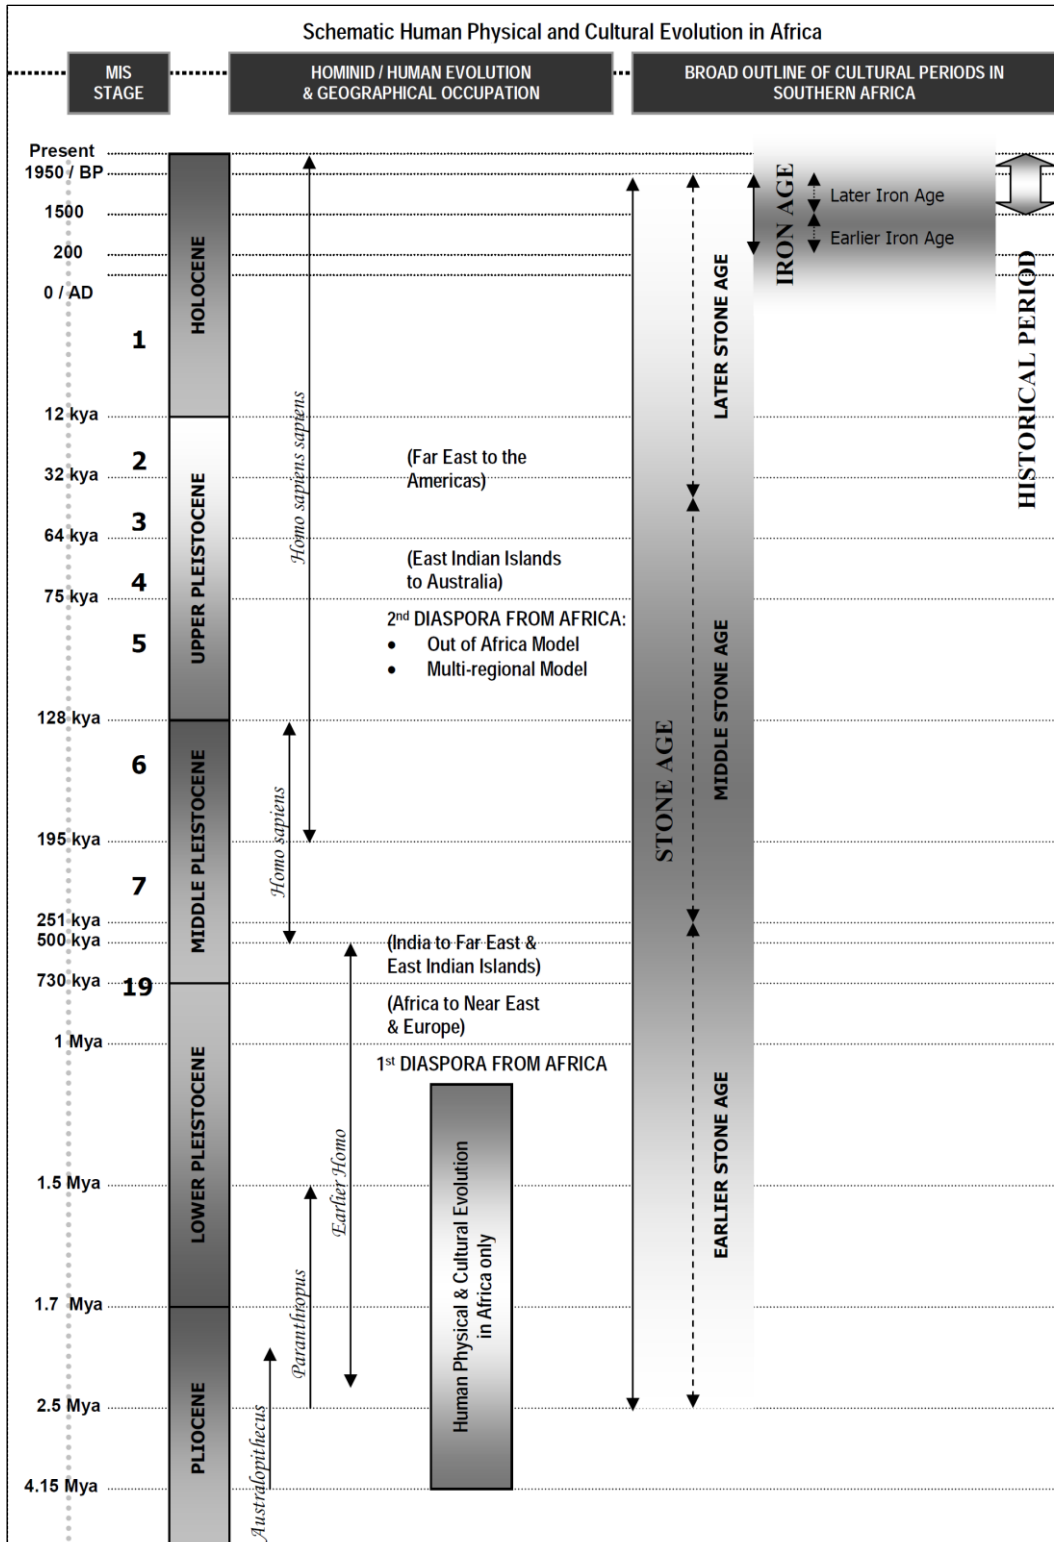 Schematic Human Physical and Cultural Evolution in Africa
MIS
STAGE
HOMINID / HUMAN EVOLUTION
& GEOGRAPHICAL OCCUPATION
BROAD OUTLINE OF CULTURAL PERIODS IN
SOUTHERN AFRICA
Present
1950 / BP
1500
200
0 / AD
12 kya
32 kya
64 kya
75 kya
128 kya
195 kya
251 kya
500 kya
730 kya
1 Mya
1.5 Mya
1.7 Mya
2.5 Mya
4.15 Mya
1
2
3
4
5
6
7
19
HOLOCENE
UPPER PLEISTOCENE
MIDDLE PLEISTOCENE
LOWER PLEISTOCENE
PLIOCENE
Homo sapiens sapiens
Homo sapiens
Earlier Homo
Paranthropus
Australopithecus
(Far East to the
Americas)
(East Indian Islands
to Australia)
2nd DIASPORA FROM AFRICA:
• Out of Africa Model
• Multi-regional Model
(India to Far East &
East Indian Islands)
(Africa to Near East
& Europe)
1st DIASPORA FROM AFRICA
Human Physical & Cultural Evolution
in Africa only
STONE AGE
LATER STONE AGE
MIDDLE STONE AGE
EARLIER STONE AGE
IRON AGE
Later Iron Age
Earlier Iron Age
HISTORICAL PERIOD